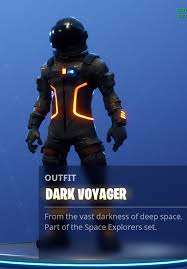 OUTFIT
DARK VOYAGER
From the vast darkness of deep space.
Part of the Space Explorers set.